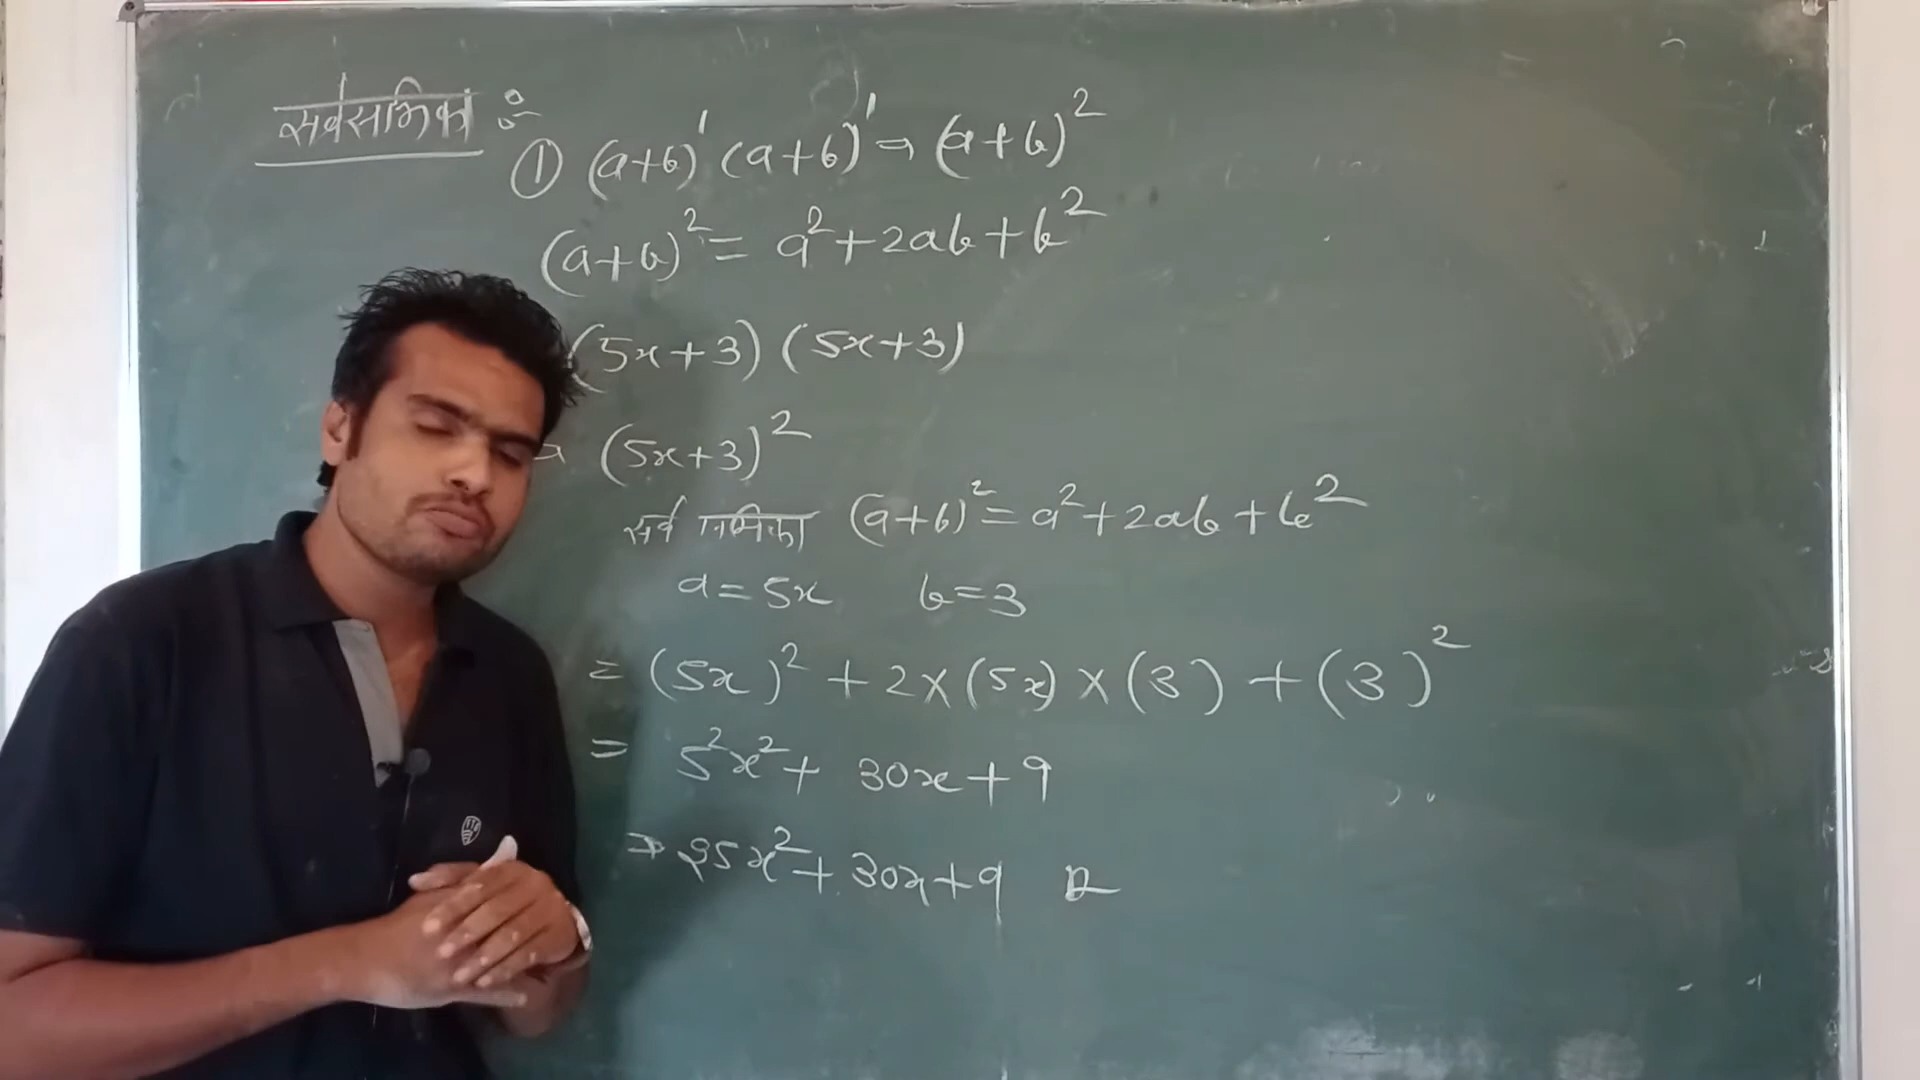 सर्वसमिका :-
① (a+b)¹ (a+b)¹ ⇒ (a+b)²
(a+b)² = a²+2ab+b²
(5x+3) (5x+3)
⇒ (5x+3)²
सर्व (a+b)² = a²+2ab+b²
a=5x b=3
= (5x)² + 2×(5x)×(3) + (3)²
= 5²x² + 30x+9
⇒ 25x²+30x+9